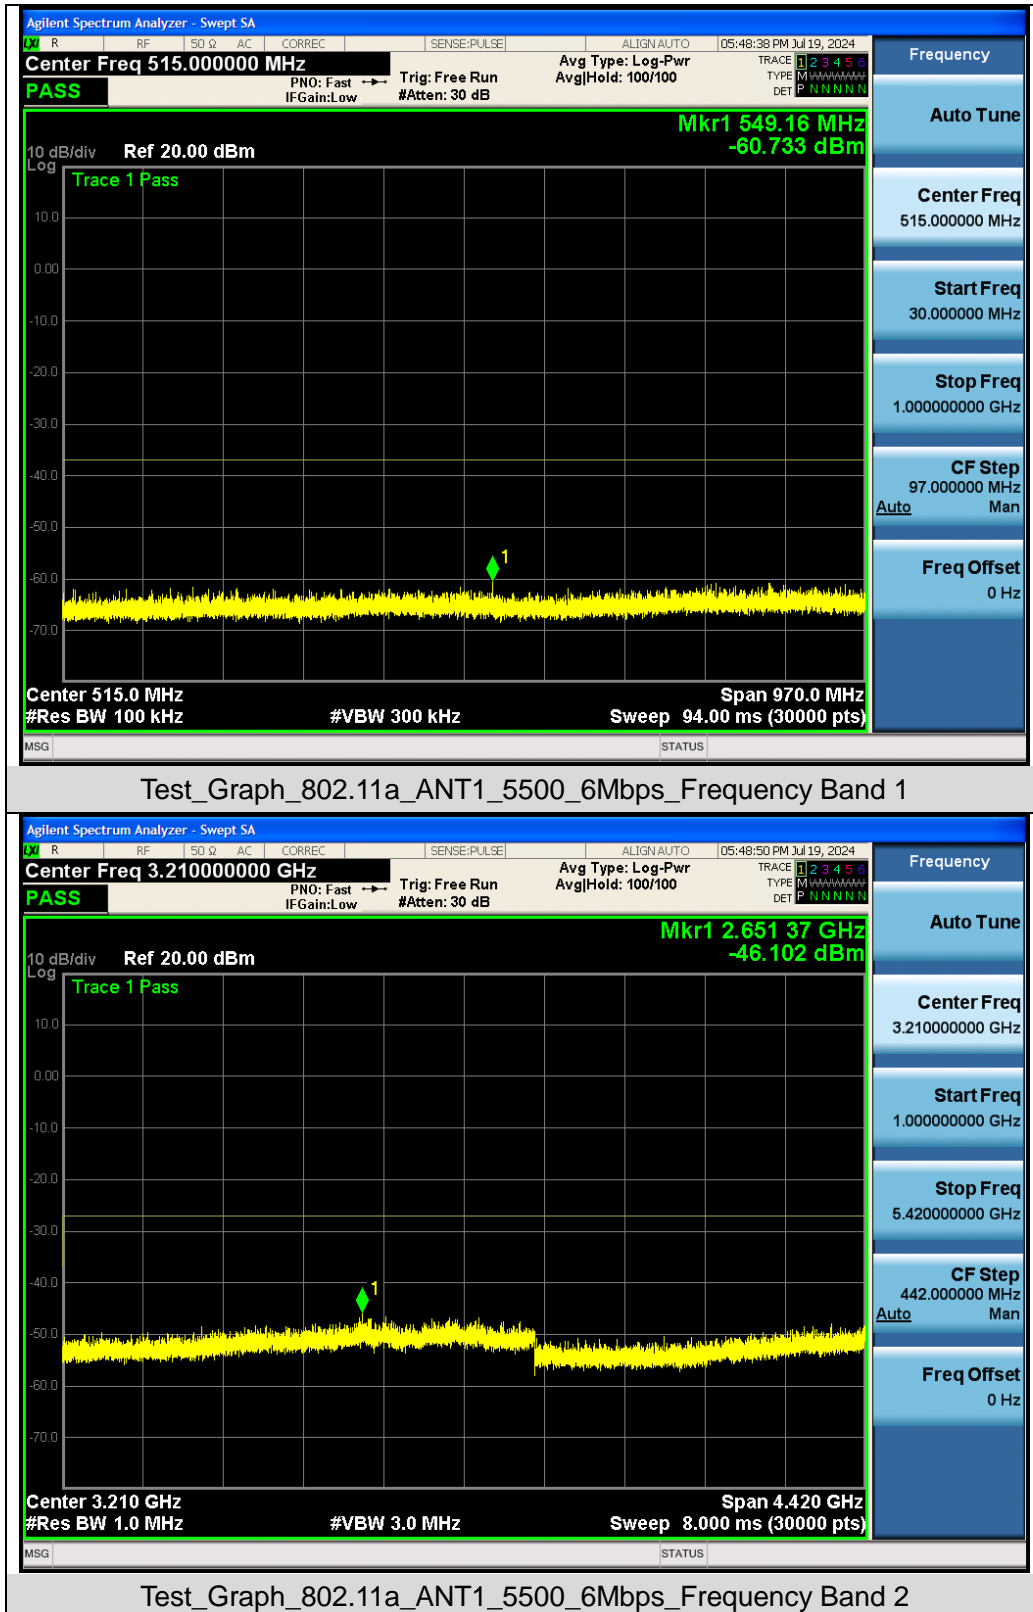 Agilent Spectrum Analyzer - Swept SA
LXI R RF 50 Ω AC CORREC SENSE:PULSE ALIGN AUTO 05:48:38 PM Jul 19, 2024
Center Freq 515.000000 MHz Avg Type: Log-Pwr TRACE 1 2 3 4 5 6
PNO: Fast Trig: Free Run Avg|Hold: 100/100 TYPE M WWWWW
PASS IFGain:Low #Atten: 30 dB DET P N N N N N
Mkr1 549.16 MHz
-60.733 dBm
10 dB/div Ref 20.00 dBm
Log
Trace 1 Pass
10.0
0.00
-10.0
-20.0
-30.0
-40.0
-50.0
1
-60.0
-70.0
Center 515.0 MHz Span 970.0 MHz
#Res BW 100 kHz #VBW 300 kHz Sweep 94.00 ms (30000 pts)
MSG STATUS
Frequency
Auto Tune
Center Freq
515.000000 MHz
Start Freq
30.000000 MHz
Stop Freq
1.000000000 GHz
CF Step
97.000000 MHz
Auto Man
Freq Offset
0 Hz
Test_Graph_802.11a_ANT1_5500_6Mbps_Frequency Band 1
Agilent Spectrum Analyzer - Swept SA
LXI R RF 50 Ω AC CORREC SENSE:PULSE ALIGN AUTO 05:48:50 PM Jul 19, 2024
Center Freq 3.210000000 GHz Avg Type: Log-Pwr TRACE 1 2 3 4 5 6
PNO: Fast Trig: Free Run Avg|Hold: 100/100 TYPE M WWWWW
PASS IFGain:Low #Atten: 30 dB DET P N N N N N
Mkr1 2.651 37 GHz
-46.102 dBm
10 dB/div Ref 20.00 dBm
Log
Trace 1 Pass
10.0
0.00
-10.0
-20.0
-30.0
-40.0
1
-50.0
-60.0
-70.0
Center 3.210 GHz Span 4.420 GHz
#Res BW 1.0 MHz #VBW 3.0 MHz Sweep 8.000 ms (30000 pts)
MSG STATUS
Frequency
Auto Tune
Center Freq
3.210000000 GHz
Start Freq
1.000000000 GHz
Stop Freq
5.420000000 GHz
CF Step
442.000000 MHz
Auto Man
Freq Offset
0 Hz
Test_Graph_802.11a_ANT1_5500_6Mbps_Frequency Band 2